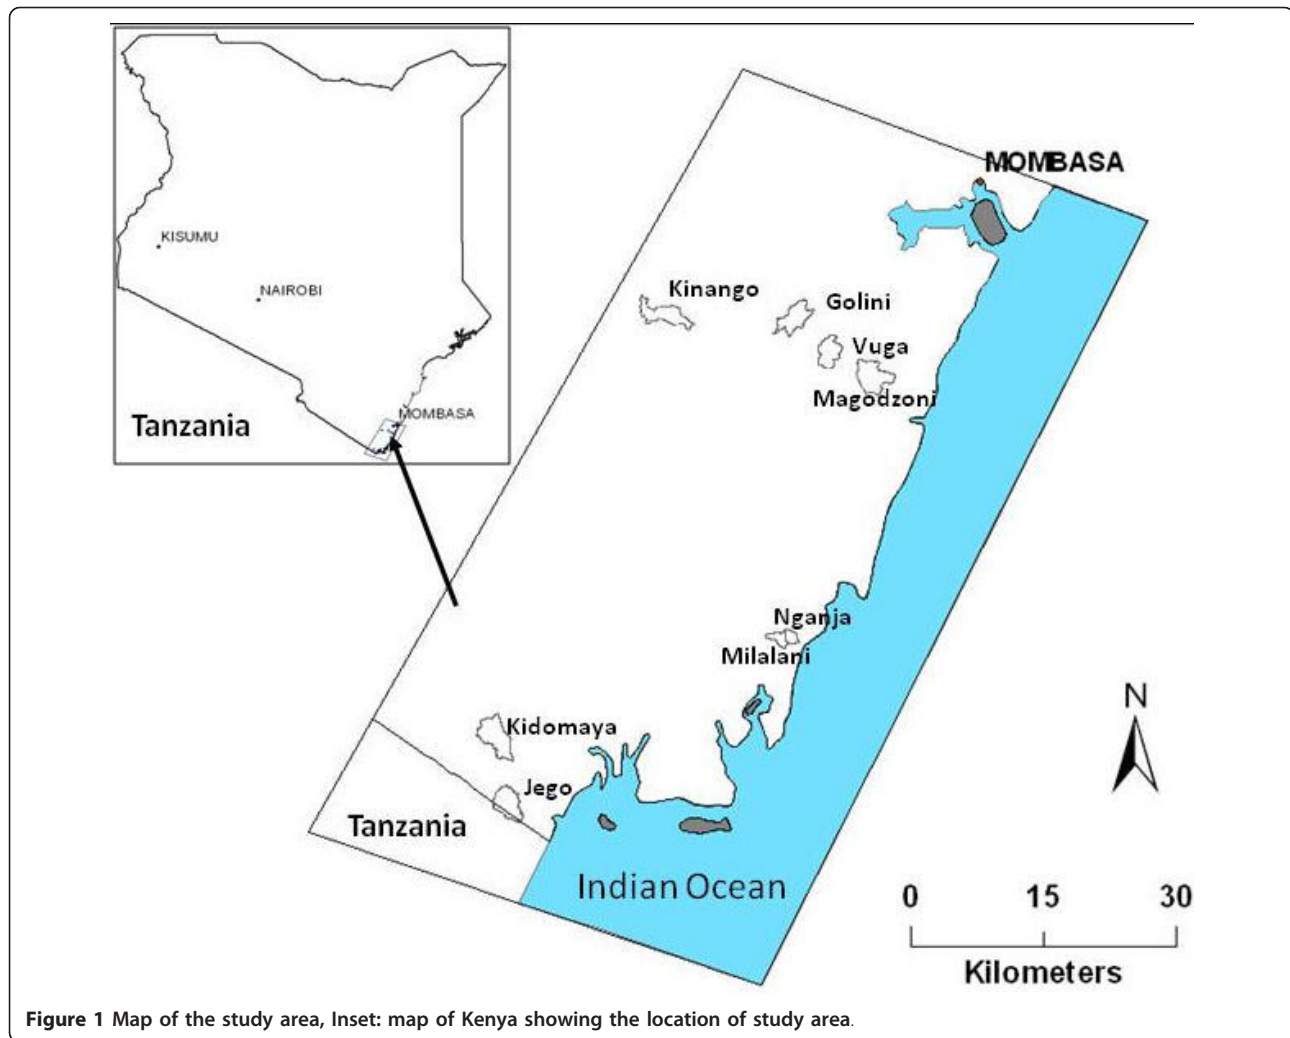 KISUMU
NAIROBI
MOMBASA
Tanzania
MOMBASA
Kinango
Golini
Vuga
Magodzoni
Nganja
Milalani
Kidomaya
Jego
Tanzania
Indian Ocean
N
0 15 30
Kilometers
Figure 1 Map of the study area, Inset: map of Kenya showing the location of study area.